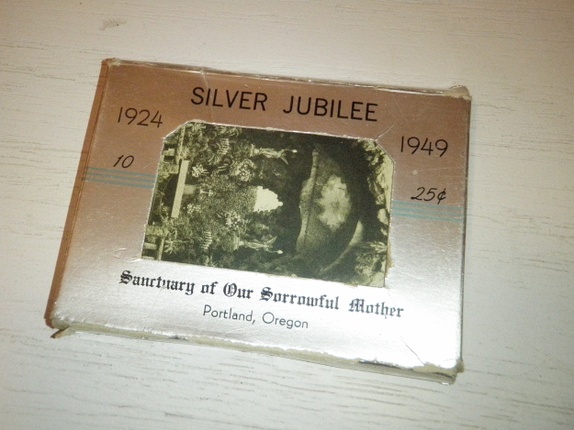 SILVER JUBILEE
1924
1949
10
25¢
Sanctuary of Our Sorrowful Mother
Portland, Oregon